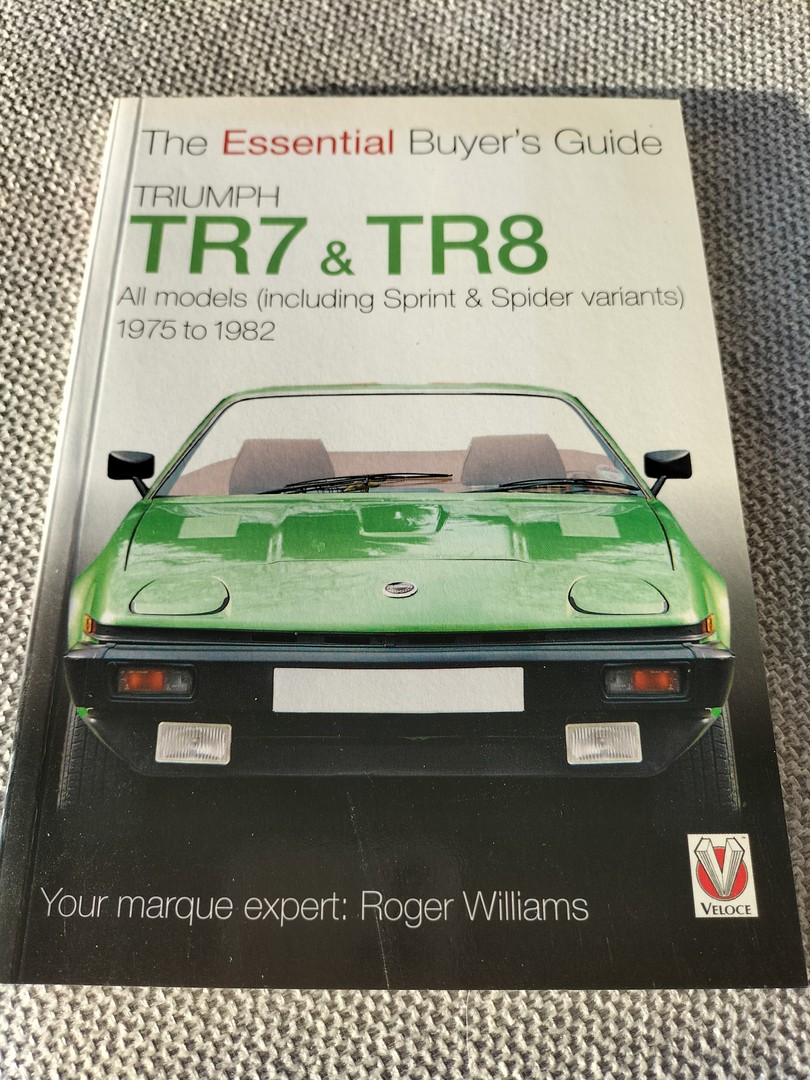 The Essential Buyer's Guide
TRIUMPH
TR7 & TR8
All models (including Sprint & Spider variants)
1975 to 1982
Your marque expert: Roger Williams
VELOCE